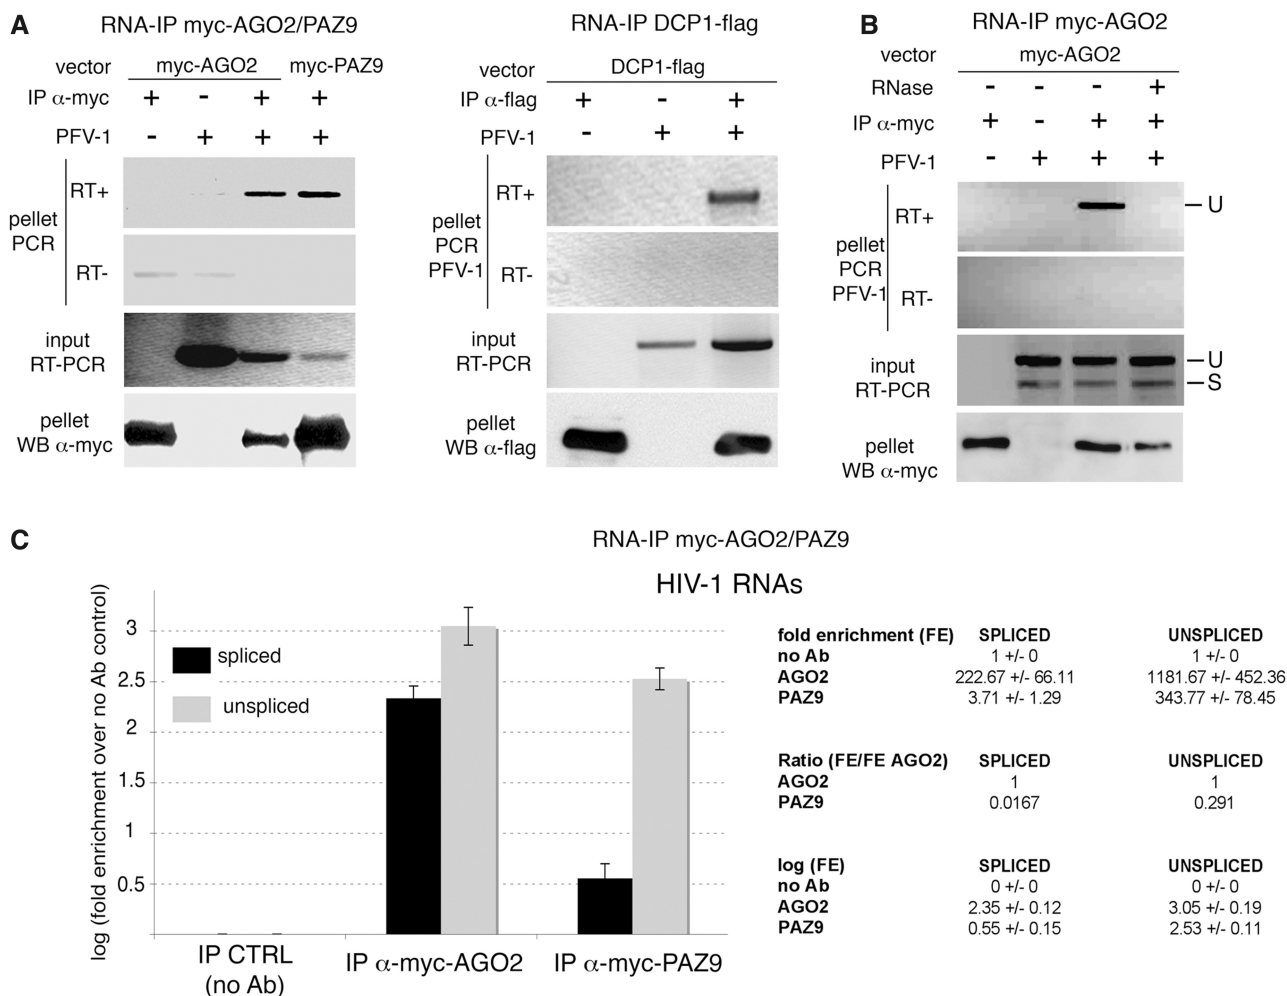 A
RNA-IP myc-AGO2/PAZ9
vector myc-AGO2 myc-PAZ9
IP α-myc + - + +
PFV-1 - + + +
pellet PCR
RT+
RT-
input RT-PCR
pellet WB α-myc
RNA-IP DCP1-flag
vector DCP1-flag
IP α-flag + - +
PFV-1 - + +
pellet PCR PFV-1
RT+
RT-
input RT-PCR
pellet WB α-flag
B
RNA-IP myc-AGO2
vector myc-AGO2
RNase - - - +
IP α-myc + - + +
PFV-1 - + + +
pellet PCR PFV-1
RT+
U
RT-
input RT-PCR
U
S
pellet WB α-myc
C
RNA-IP myc-AGO2/PAZ9
HIV-1 RNAs
log (fold enrichment over no Ab control)
3
2.5
2
1.5
1
0.5
spliced
unspliced
IP CTRL (no Ab)
IP α-myc-AGO2
IP α-myc-PAZ9
fold enrichment (FE) SPLICED UNSPLICED
no Ab 1 +/- 0 1 +/- 0
AGO2 222.67 +/- 66.11 1181.67 +/- 452.36
PAZ9 3.71 +/- 1.29 343.77 +/- 78.45
Ratio (FE/FE AGO2) SPLICED UNSPLICED
AGO2 1 1
PAZ9 0.0167 0.291
log (FE) SPLICED UNSPLICED
no Ab 0 +/- 0 0 +/- 0
AGO2 2.35 +/- 0.12 3.05 +/- 0.19
PAZ9 0.55 +/- 0.15 2.53 +/- 0.11